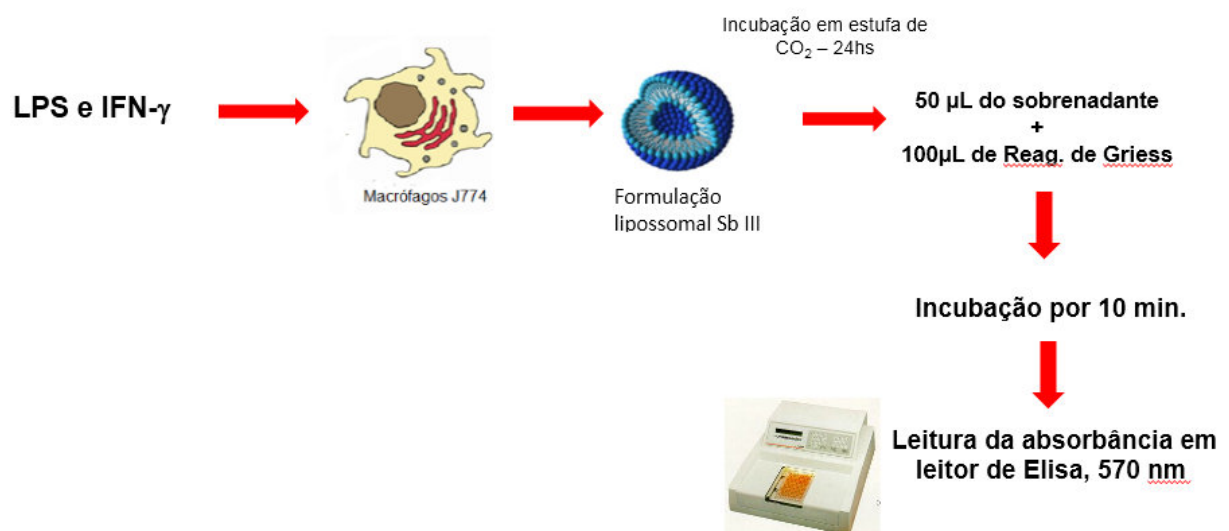 LPS e IFN-γ
Macrófagos J774
Formulação
lipossomal Sb III
Incubação em estufa de
CO₂ – 24hs
50 µL do sobrenadante
+
100µL de Reag. de Griess
Incubação por 10 min.
Leitura da absorbância em
leitor de Elisa, 570 nm